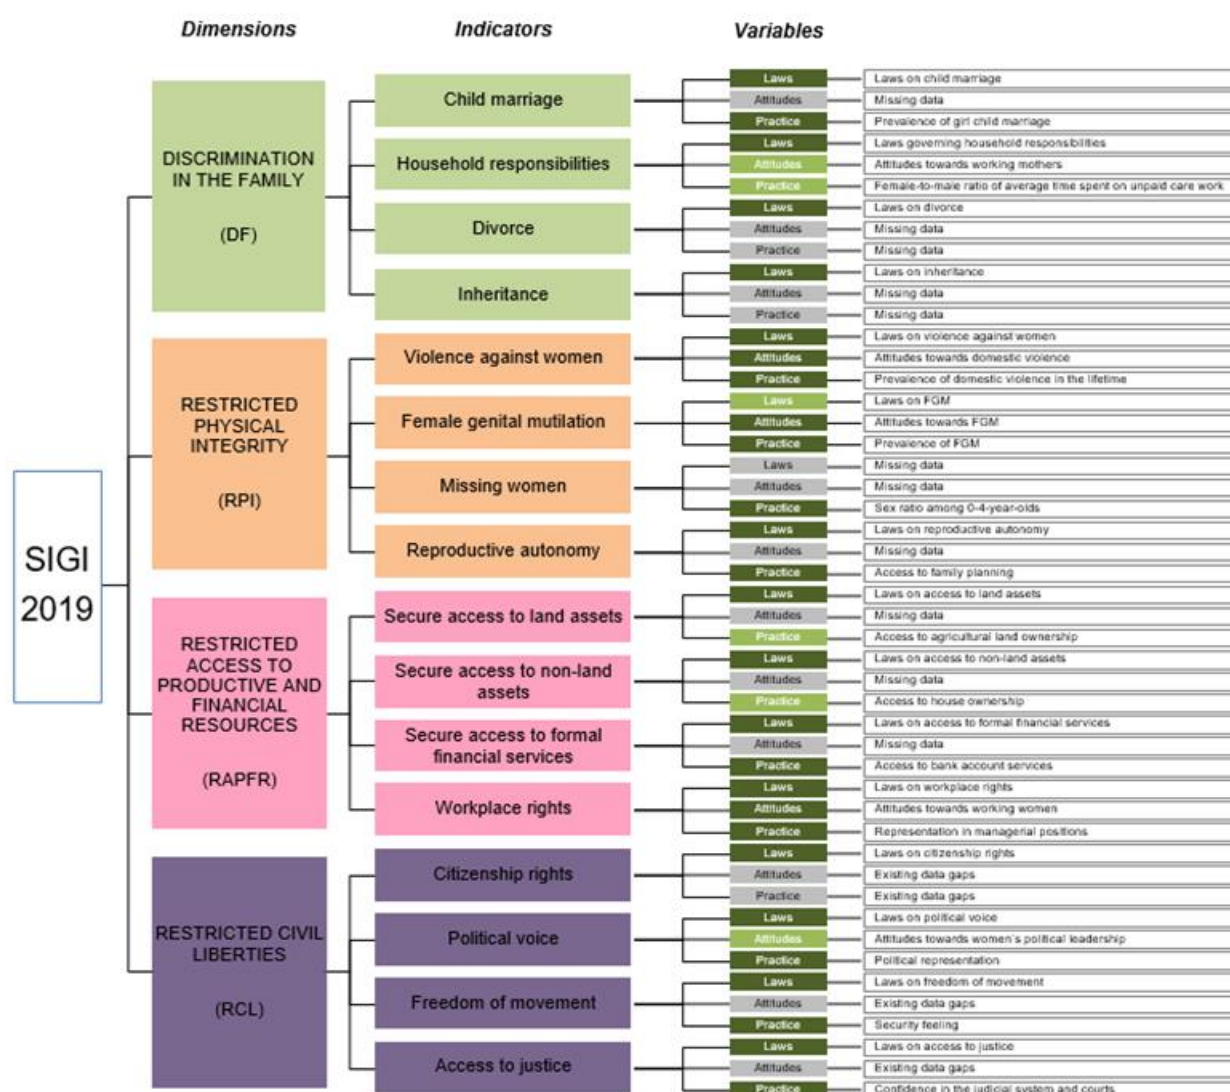 Dimensions
Indicators
Variables
SIGI
2019
DISCRIMINATION
IN THE FAMILY
(DF)
Child marriage
Laws
Laws on child marriage
Attitudes
Missing data
Practice
Prevalence of girl child marriage
Household responsibilities
Laws
Laws governing household responsibilities
Attitudes
Attitudes towards working mothers
Practice
Female-to-male ratio of average time spent on unpaid care work
Divorce
Laws
Laws on divorce
Attitudes
Missing data
Practice
Missing data
Inheritance
Laws
Laws on inheritance
Attitudes
Missing data
Practice
Missing data
RESTRICTED
PHYSICAL
INTEGRITY
(RPI)
Violence against women
Laws
Laws on violence against women
Attitudes
Attitudes towards domestic violence
Practice
Prevalence of domestic violence in the lifetime
Female genital mutilation
Laws
Laws on FGM
Attitudes
Attitudes towards FGM
Practice
Prevalence of FGM
Missing women
Laws
Missing data
Attitudes
Missing data
Practice
Sex ratio among 0-4-year-olds
Reproductive autonomy
Laws
Laws on reproductive autonomy
Attitudes
Missing data
Practice
Access to family planning
RESTRICTED
ACCESS TO
PRODUCTIVE AND
FINANCIAL
RESOURCES
(RAPFR)
Secure access to land assets
Laws
Laws on access to land assets
Attitudes
Missing data
Practice
Access to agricultural land ownership
Secure access to non-land
assets
Laws
Laws on access to non-land assets
Attitudes
Missing data
Practice
Access to house ownership
Secure access to formal
financial services
Laws
Laws on access to formal financial services
Attitudes
Missing data
Practice
Access to bank account services
Workplace rights
Laws
Laws on workplace rights
Attitudes
Attitudes towards working women
Practice
Representation in managerial positions
RESTRICTED CIVIL
LIBERTIES
(RCL)
Citizenship rights
Laws
Laws on citizenship rights
Attitudes
Existing data gaps
Practice
Existing data gaps
Political voice
Laws
Laws on political voice
Attitudes
Attitudes towards women's political leadership
Practice
Political representation
Freedom of movement
Laws
Laws on freedom of movement
Attitudes
Existing data gaps
Practice
Security feeling
Access to justice
Laws
Laws on access to justice
Attitudes
Existing data gaps
Practice
Confidence in the judicial system and courts